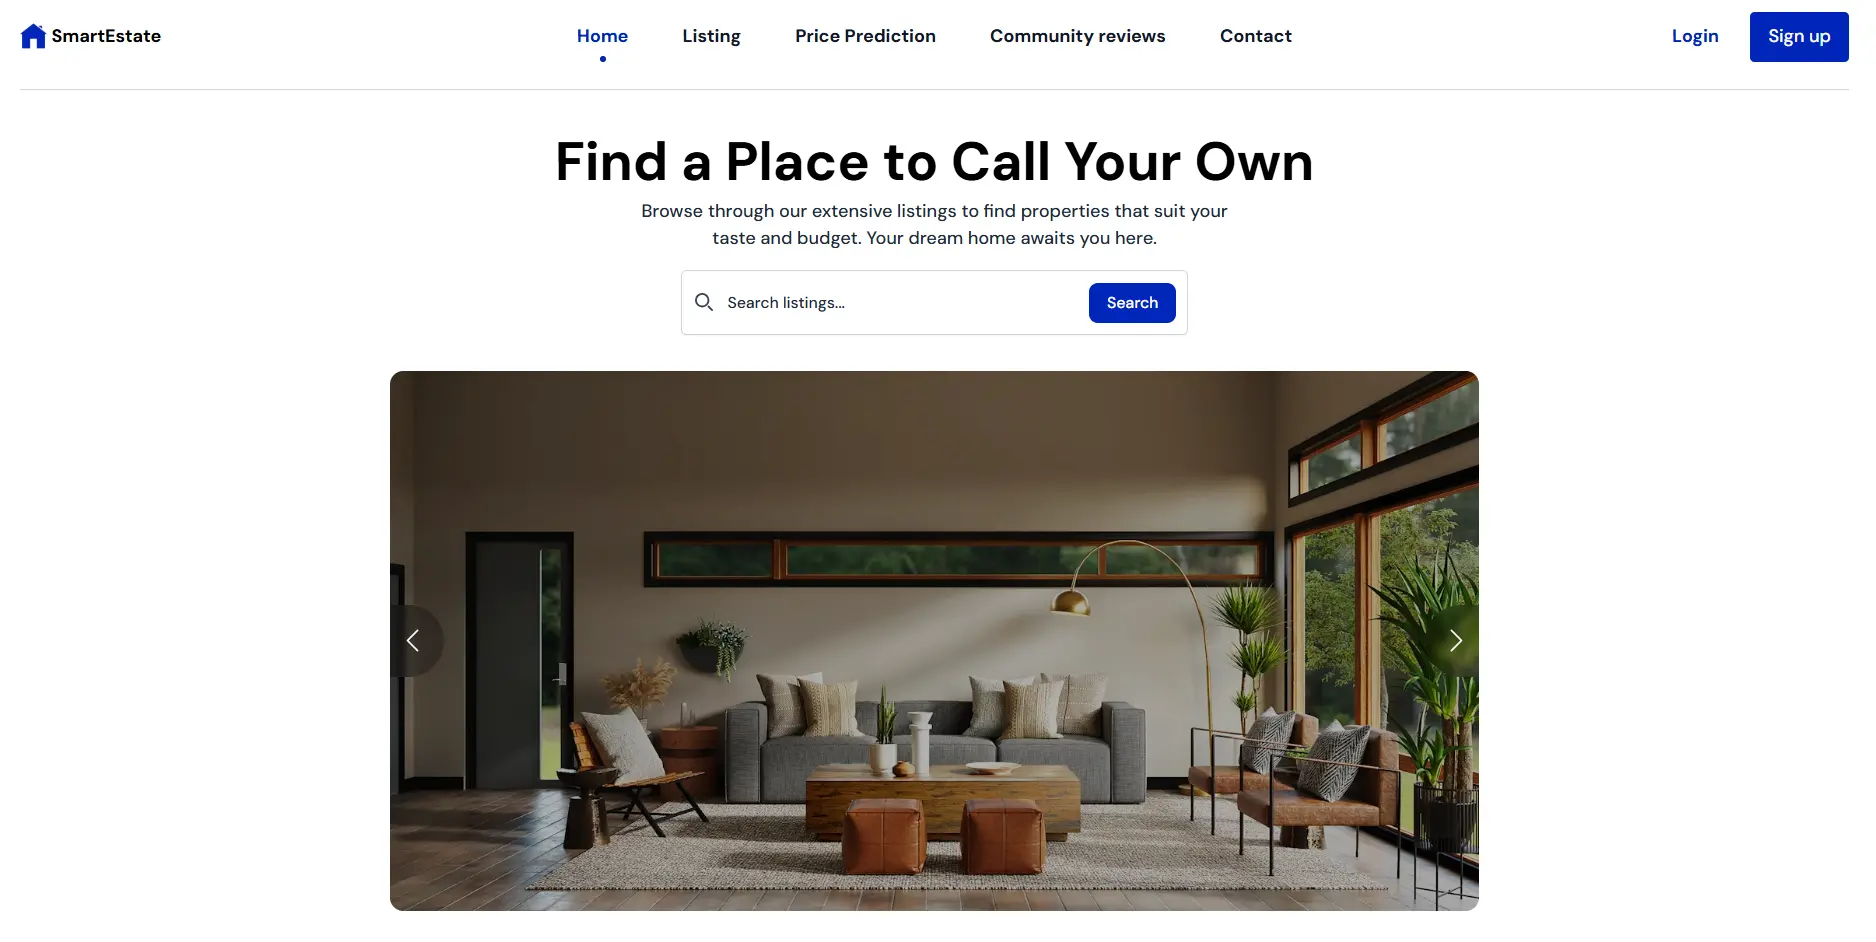 SmartEstate
Home
Listing
Price Prediction
Community reviews
Contact
Login
Sign up
Find a Place to Call Your Own
Browse through our extensive listings to find properties that suit your
taste and budget. Your dream home awaits you here.
Search listings...
Search